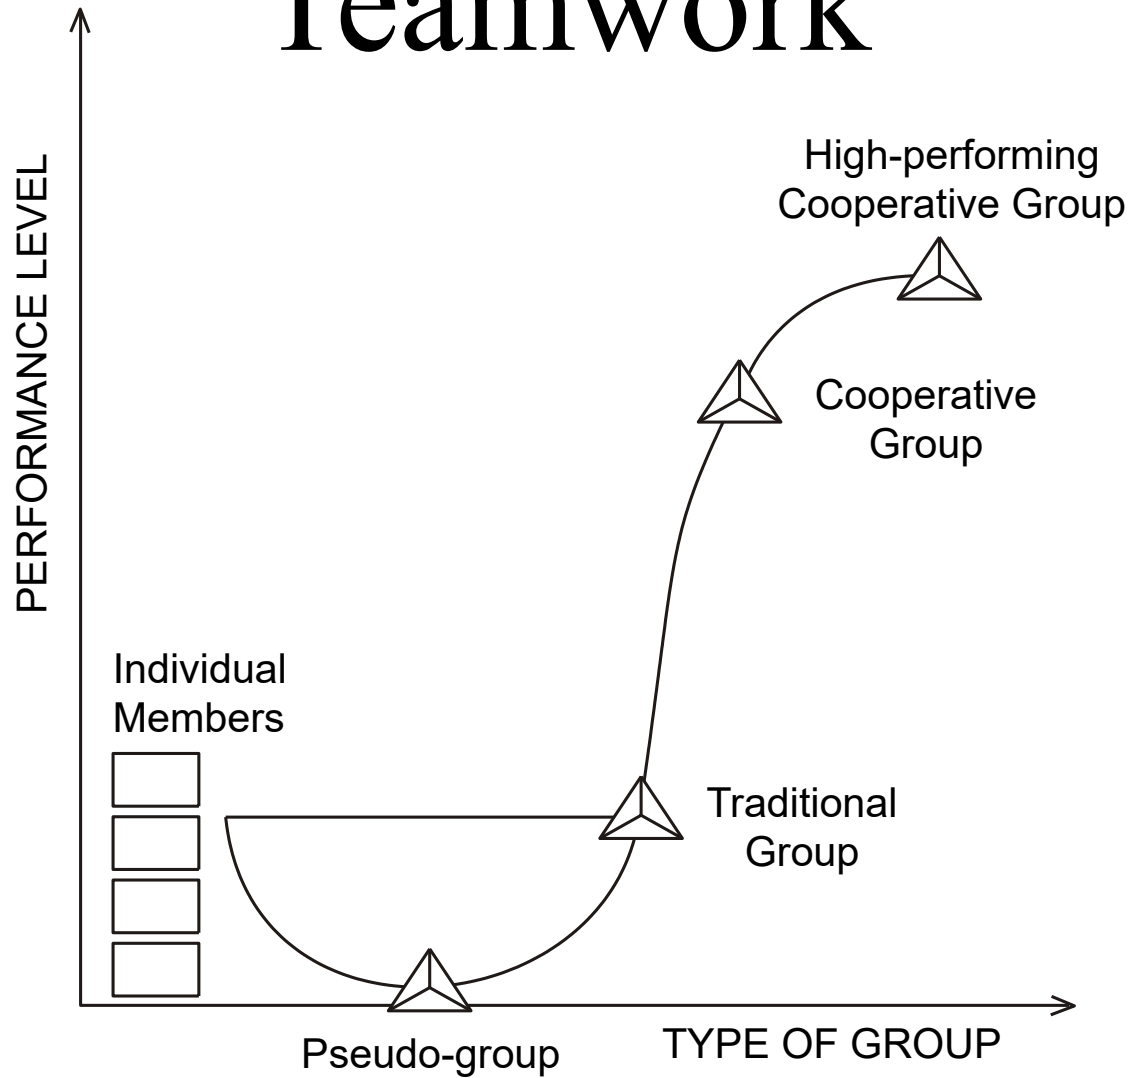 Teamwork
PERFORMANCE LEVEL
High-performing
Cooperative Group
Cooperative
Group
Individual
Members
Traditional
Group
Pseudo-group
TYPE OF GROUP